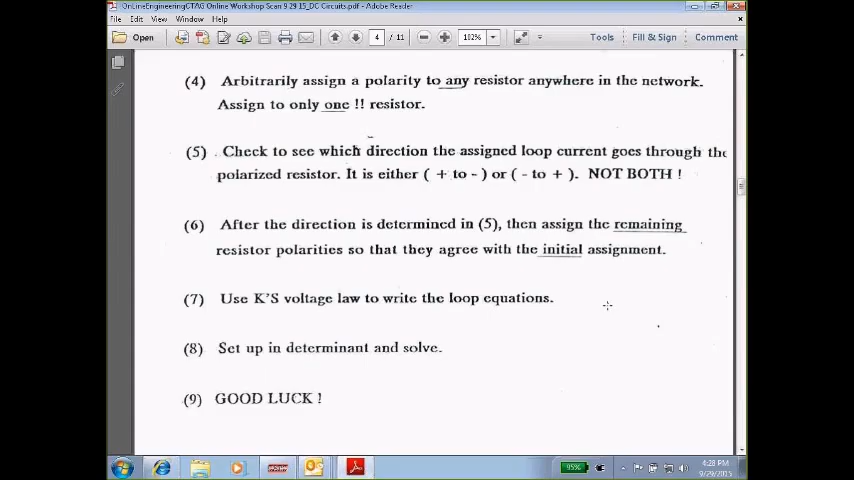 OnLineEngineeringCTAG Online Workshop Scan 9 29 15_DC Circuits.pdf - Adobe Reader
File Edit View Window Help
Open 4 / 11 102% Tools Fill & Sign Comment
(4) Arbitrarily assign a polarity to any resistor anywhere in the network.
Assign to only one !! resistor.
(5) Check to see which direction the assigned loop current goes through the
polarized resistor. It is either ( + to - ) or ( - to + ). NOT BOTH !
(6) After the direction is determined in (5), then assign the remaining
resistor polarities so that they agree with the initial assignment.
(7) Use K'S voltage law to write the loop equations.
(8) Set up in determinant and solve.
(9) GOOD LUCK !
95% 4:28 PM
9/29/2015